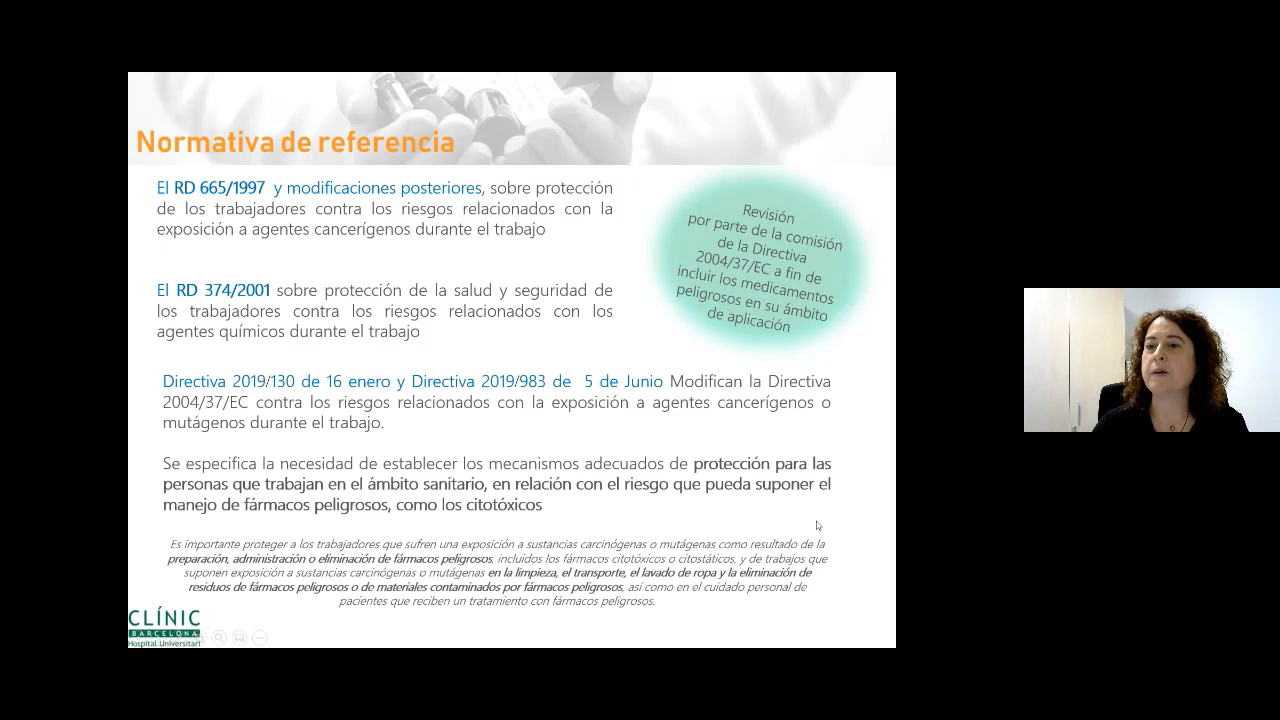 Normativa de referencia
El RD 665/1997 y modificaciones posteriores, sobre protección
de los trabajadores contra los riesgos relacionados con la
exposición a agentes cancerígenos durante el trabajo
Revisión
por parte de la comisión
de la Directiva
2004/37/EC a fin de
incluir los medicamentos
peligrosos en su ámbito
de aplicación
El RD 374/2001 sobre protección de la salud y seguridad de
los trabajadores contra los riesgos relacionados con los
agentes químicos durante el trabajo
Directiva 2019/130 de 16 enero y Directiva 2019/983 de 5 de Junio Modifican la Directiva
2004/37/EC contra los riesgos relacionados con la exposición a agentes cancerígenos o
mutágenos durante el trabajo.
Se especifica la necesidad de establecer los mecanismos adecuados de protección para las
personas que trabajan en el ámbito sanitario, en relación con el riesgo que pueda suponer el
manejo de fármacos peligrosos, como los citotóxicos
Es importante proteger a los trabajadores que sufren una exposición a sustancias carcinógenas o mutágenas como resultado de la
preparación, administración o eliminación de fármacos peligrosos, incluidos los fármacos citotóxicos o citostáticos, y de trabajos que
suponen exposición a sustancias carcinógenas o mutágenas en la limpieza, el transporte, el lavado de ropa y la eliminación de
residuos de fármacos peligrosos o de materiales contaminados por fármacos peligrosos, así como en el cuidado personal de
pacientes que reciben un tratamiento con fármacos peligrosos.
CLÍNIC
BARCELONA
Hospital Universitari